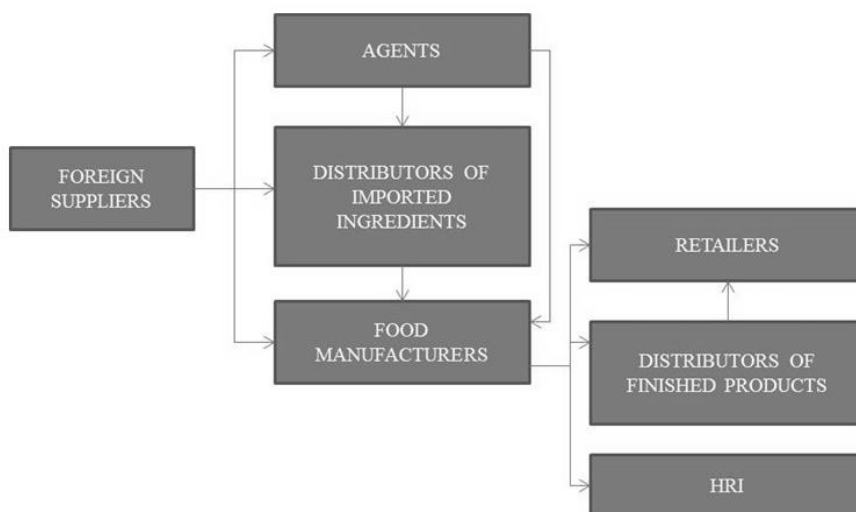 AGENTS
FOREIGN
SUPPLIERS
DISTRIBUTORS OF
IMPORTED
INGREDIENTS
RETAILERS
FOOD
MANUFACTURERS
DISTRIBUTORS OF
FINISHED PRODUCTS
HRI